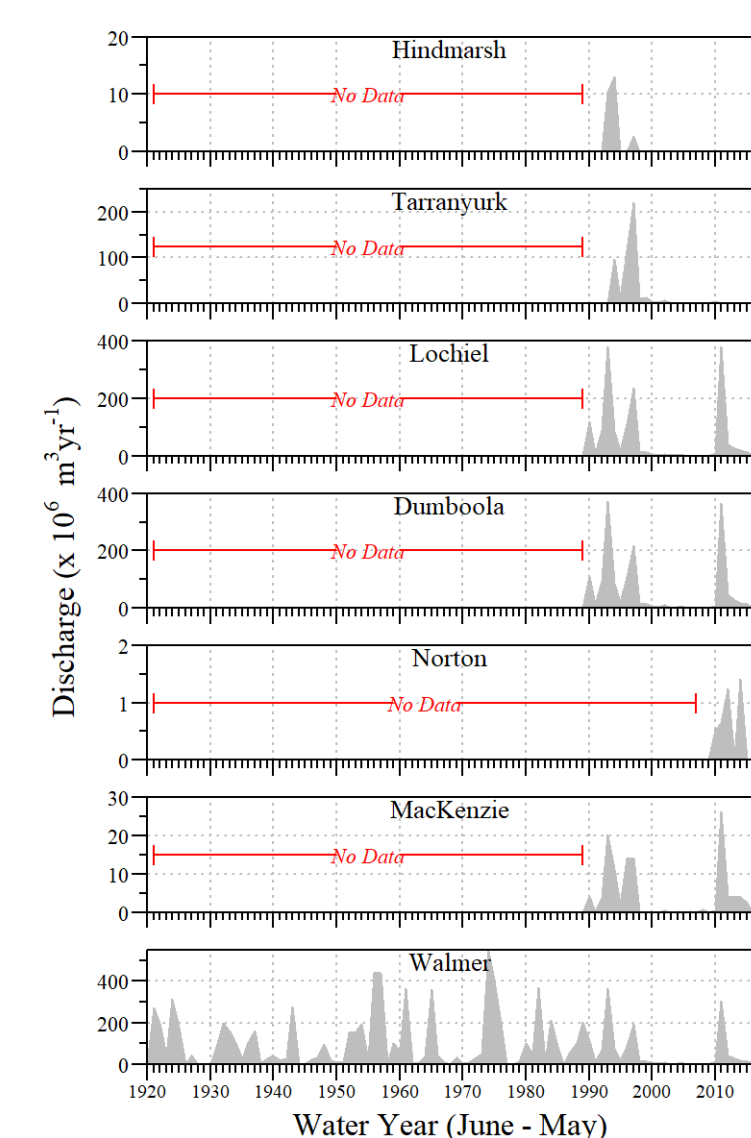 20
Hindmarsh
10
No Data
0
Tarranyurk
200
No Data
100
0
400
Lochiel
200
No Data
0
400
Dumboola
200
No Data
0
2
Norton
1
No Data
0
30
MacKenzie
20
No Data
10
0
Walmer
400
200
0
1920 1930 1940 1950 1960 1970 1980 1990 2000 2010
Water Year (June - May)
Discharge (x 10⁶ m³yr⁻¹)